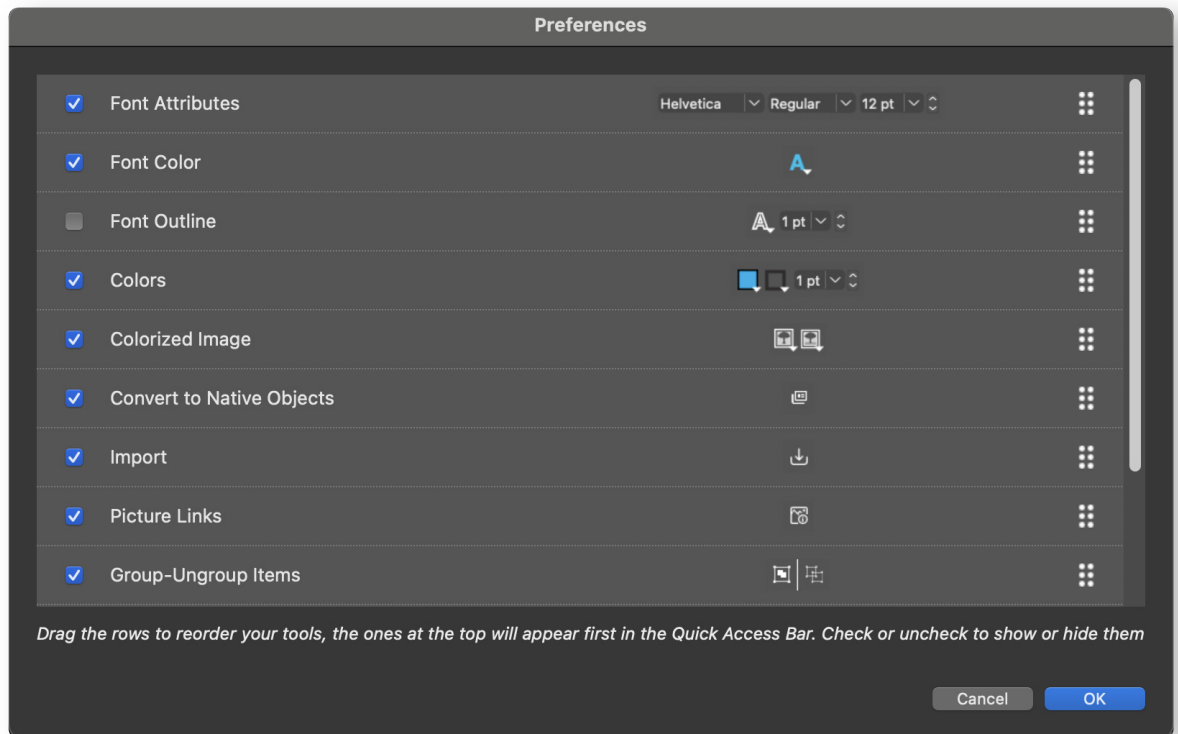 Preferences
Font Attributes Helvetica Regular 12 pt
Font Color A
Font Outline A 1 pt
Colors 1 pt
Colorized Image
Convert to Native Objects
Import
Picture Links
Group-Ungroup Items
Drag the rows to reorder your tools, the ones at the top will appear first in the Quick Access Bar. Check or uncheck to show or hide them
Cancel OK